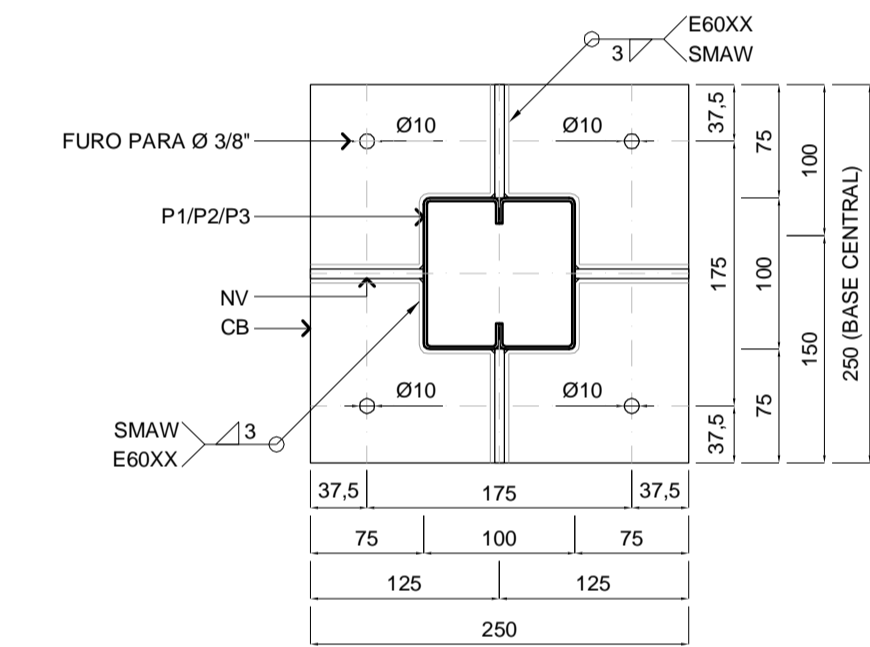 E60XX
3
SMAW
FURO PARA Ø 3/8"
Ø10
Ø10
37,5
75
100
P1/P2/P3
175
100
250 (BASE CENTRAL)
NV
CB
150
Ø10
Ø10
75
37,5
SMAW
3
E60XX
37,5
175
37,5
75
100
75
125
125
250